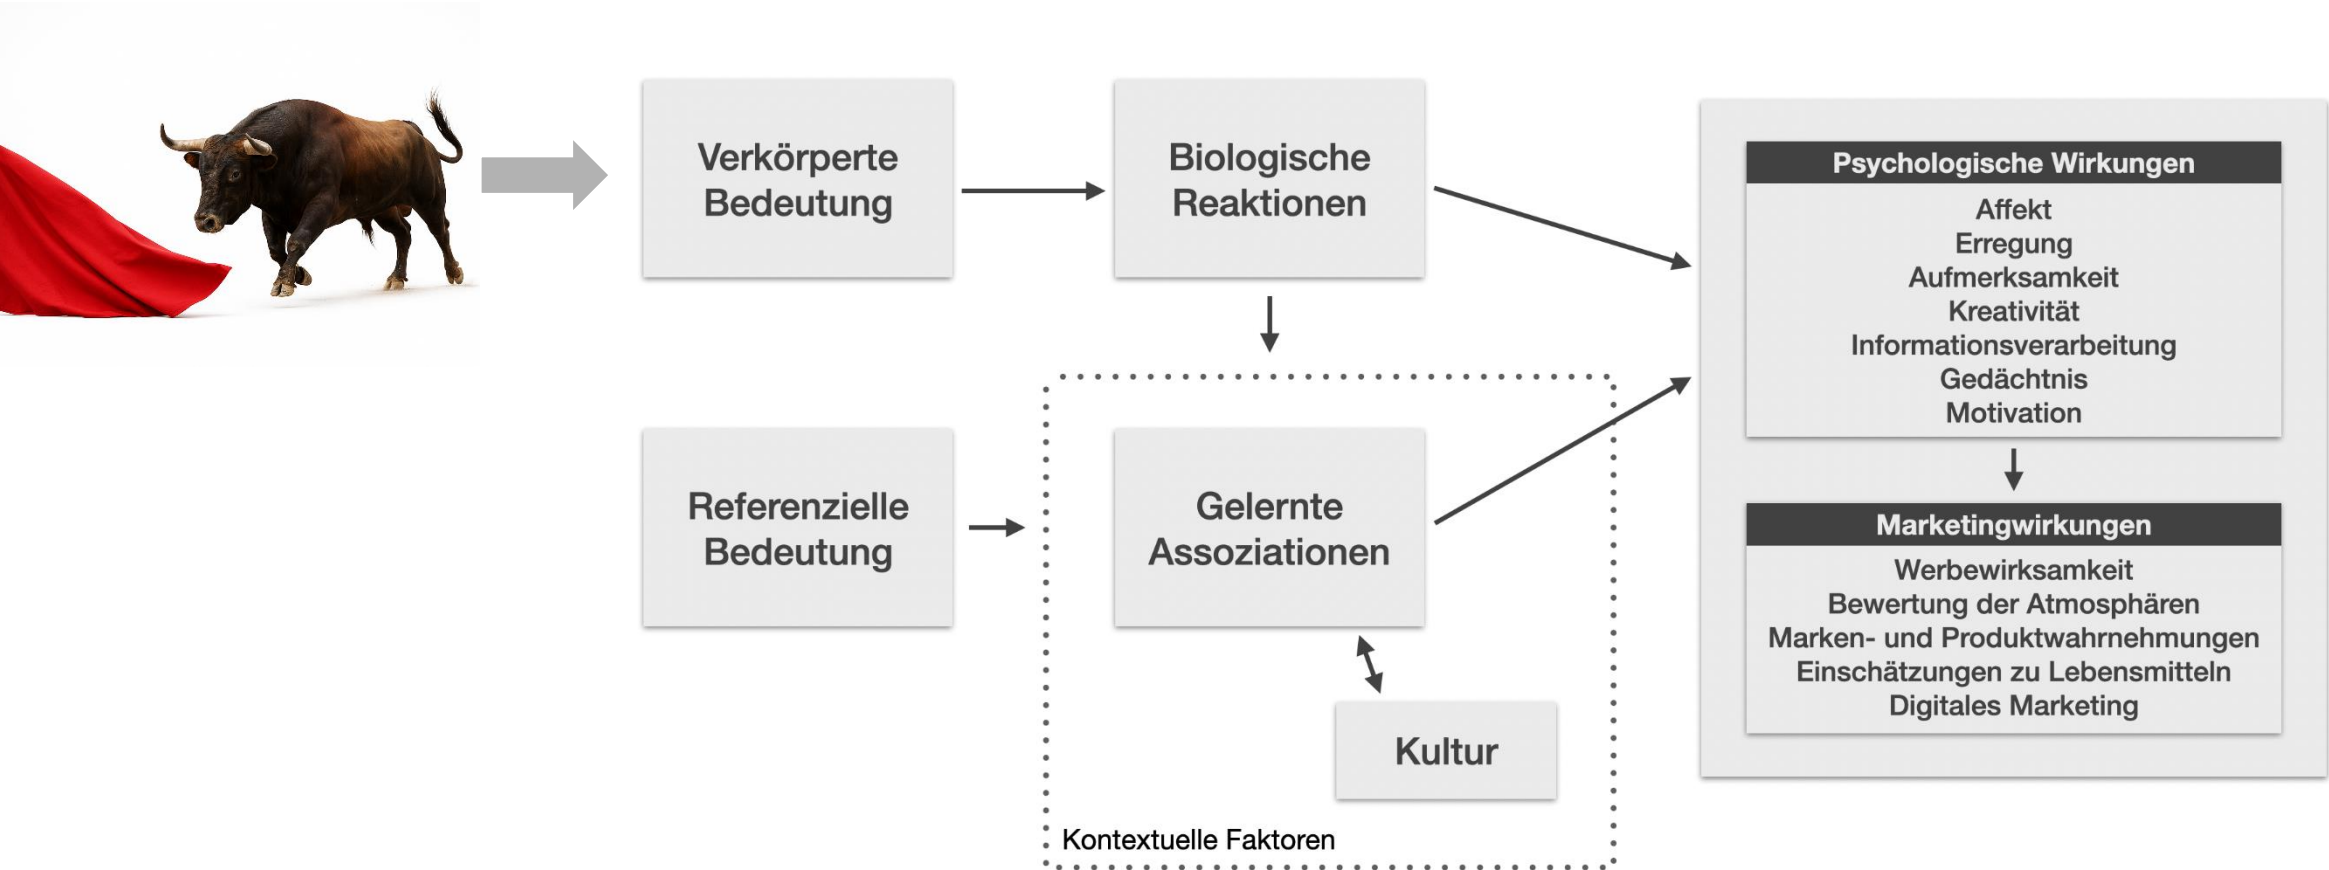 Verkörperte
Bedeutung
Biologische
Reaktionen
Referenzielle
Bedeutung
Gelernte
Assoziationen
Kultur
Kontextuelle Faktoren
Psychologische Wirkungen
Affekt
Erregung
Aufmerksamkeit
Kreativität
Informationsverarbeitung
Gedächtnis
Motivation
Marketingwirkungen
Werbewirksamkeit
Bewertung der Atmosphären
Marken- und Produktwahrnehmungen
Einschätzungen zu Lebensmitteln
Digitales Marketing